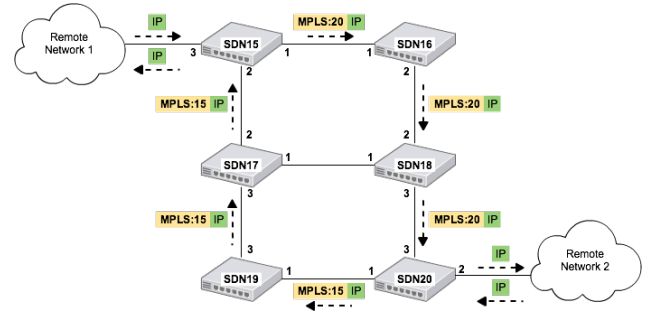 IP MPLS:20 IP
Remote
Network 1
SDN15 SDN16
3 1 1
IP
2 2
MPLS:15 IP MPLS:20 IP
2 2
SDN17 1 1 SDN18
3 3
MPLS:15 IP MPLS:20 IP
3 3
IP
Remote
Network 2
SDN19 1 1 SDN20 2
MPLS:15 IP
IP